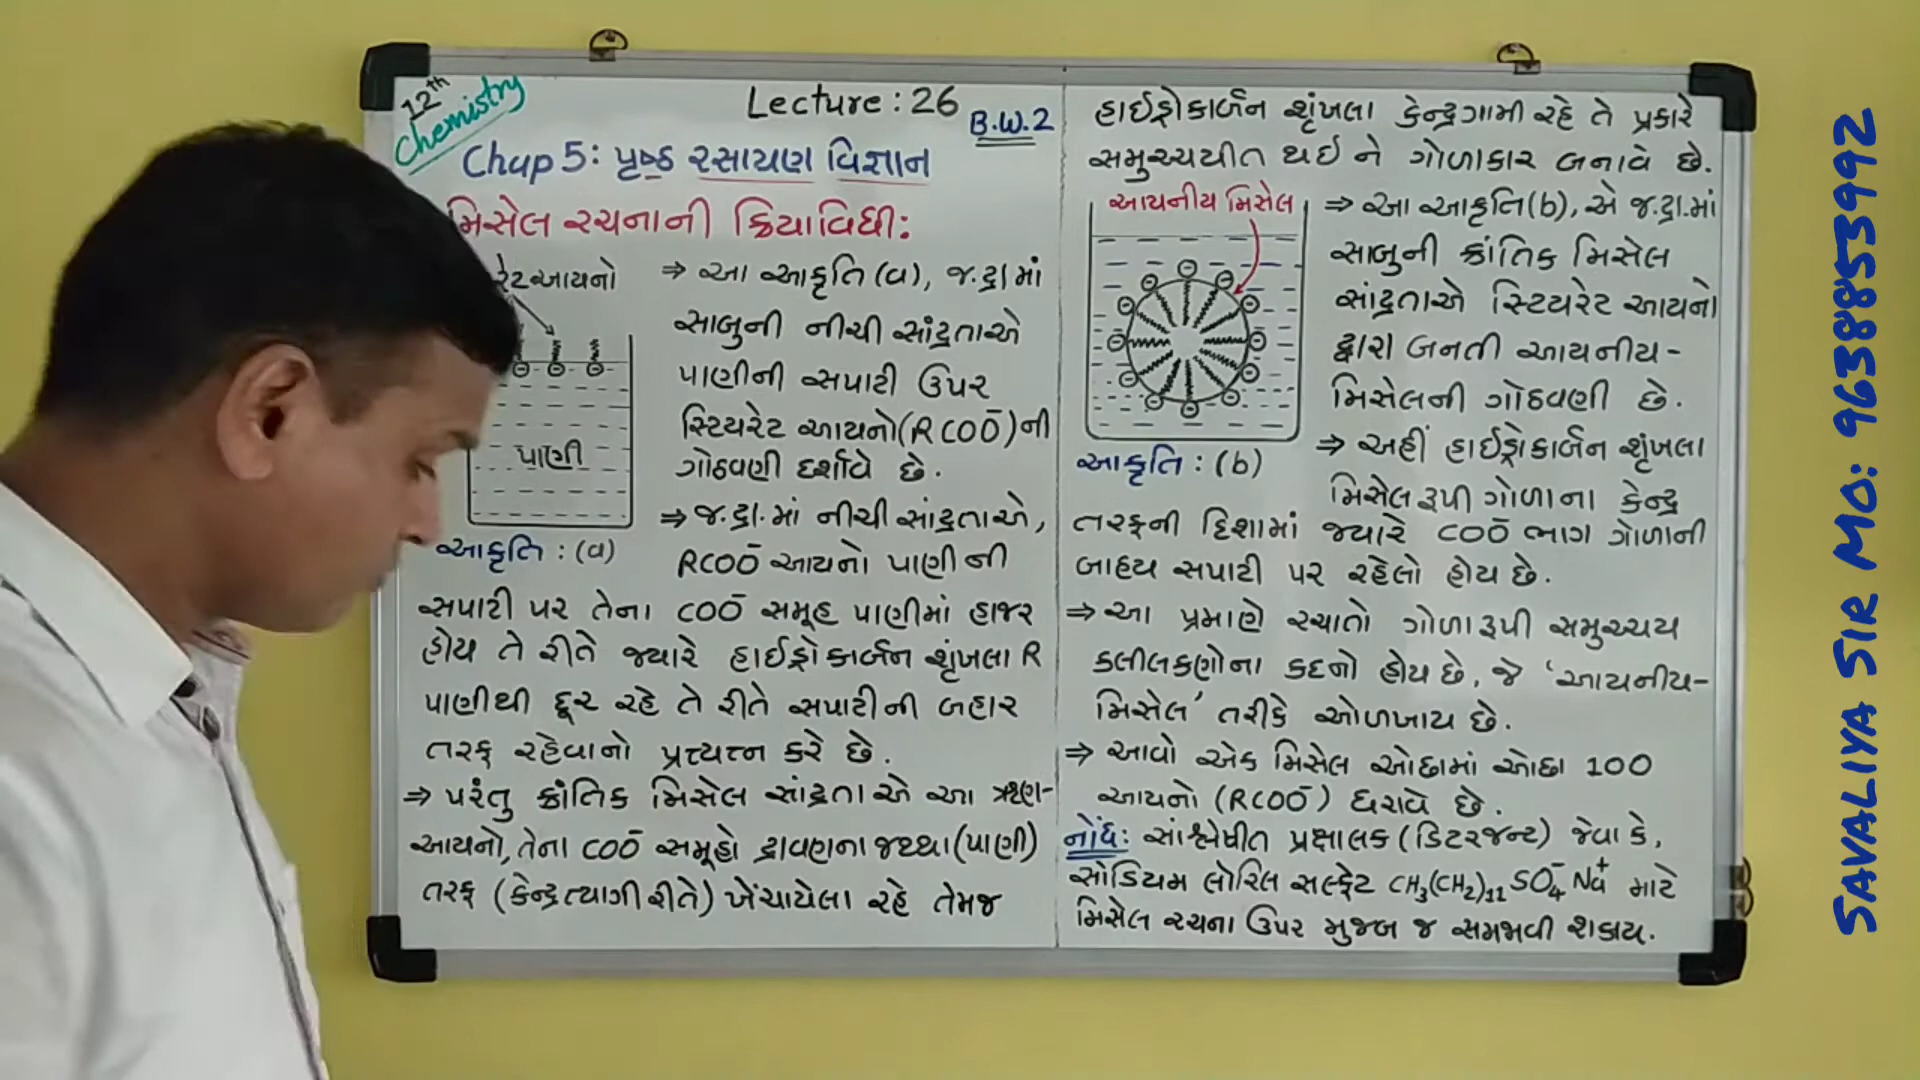 12th
Chemistry
Lecture : 26
B.W.2
Chap 5 : પૃષ્ઠ રસાયણ વિજ્ઞાન
મિસેલ રચનાની ક્રિયાવિધી:
રેટ આયનો
પાણી
આકૃતિ : (a)
⇒ આ આકૃતિ (a), જ.દ્રા માં
સાબુની નીચી સાંદ્રતાએ
પાણીની સપાટી ઉપર
સ્ટિયરેટ આયનો (RCOO⁻) ની
ગોઠવણી દર્શાવે છે.
⇒ જ.દ્રા. માં નીચી સાંદ્રતાએ,
RCOO⁻ આયનો પાણી ની
સપાટી પર તેના COO⁻ સમૂહ પાણીમાં હાજર
હોય તે રીતે જ્યારે હાઈડ્રોકાર્બન શૃંખલા R
પાણીથી દૂર રહે તે રીતે સપાટીની બહાર
તરફ રહેવાનો પ્રત્યત્ન કરે છે.
⇒ પરંતુ ક્રાંતિક મિસેલ સાંદ્રતા એ આ ઋણ-
આયનો, તેના COO⁻ સમૂહો દ્રાવણના જથ્થા (પાણી)
તરફ (કેન્દ્રત્યાગી રીતે) ખેંચાયેલા રહે તેમજ
હાઈડ્રોકાર્બન શૃંખલા કેન્દ્રગામી રહે તે પ્રકારે
સમુચ્ચયીત થઈ ને ગોળાકાર બનાવે છે.
આયનીય મિસેલ
આકૃતિ : (b)
⇒ આ આકૃતિ (b), એ જ.દ્રા.માં
સાબુની ક્રાંતિક મિસેલ
સાંદ્રતાએ સ્ટિયરેટ આયનો
દ્વારા બનતી આયનીય-
મિસેલની ગોઠવણી છે.
⇒ અહીં હાઈડ્રોકાર્બન શૃંખલા
મિસેલ રૂપી ગોળાના કેન્દ્ર
તરફની દિશામાં જ્યારે COO⁻ ભાગ ગોળાની
બાહ્ય સપાટી પર રહેલો હોય છે.
⇒ આ પ્રમાણે રચાતો ગોળા રૂપી સમુચ્ચય
કલીલકણોના કદનો હોય છે, જે ‘આયનીય-
મિસેલ’ તરીકે ઓળખાય છે.
⇒ આવો એક મિસેલ ઓછામાં ઓછા 100
આયનો (RCOO⁻) ધરાવે છે.
નોંધ: સાંશ્લેષીત પ્રક્ષાલક (ડિટરજન્ટ) જેવા કે,
સોડિયમ લોરિલ સલ્ફેટ CH₃(CH₂)₁₁SO₄⁻Na⁺ માટે
મિસેલ રચના ઉપર મુજબ જ સમજાવી શકાય.
SAVALIYA SIR MO: 9638853992